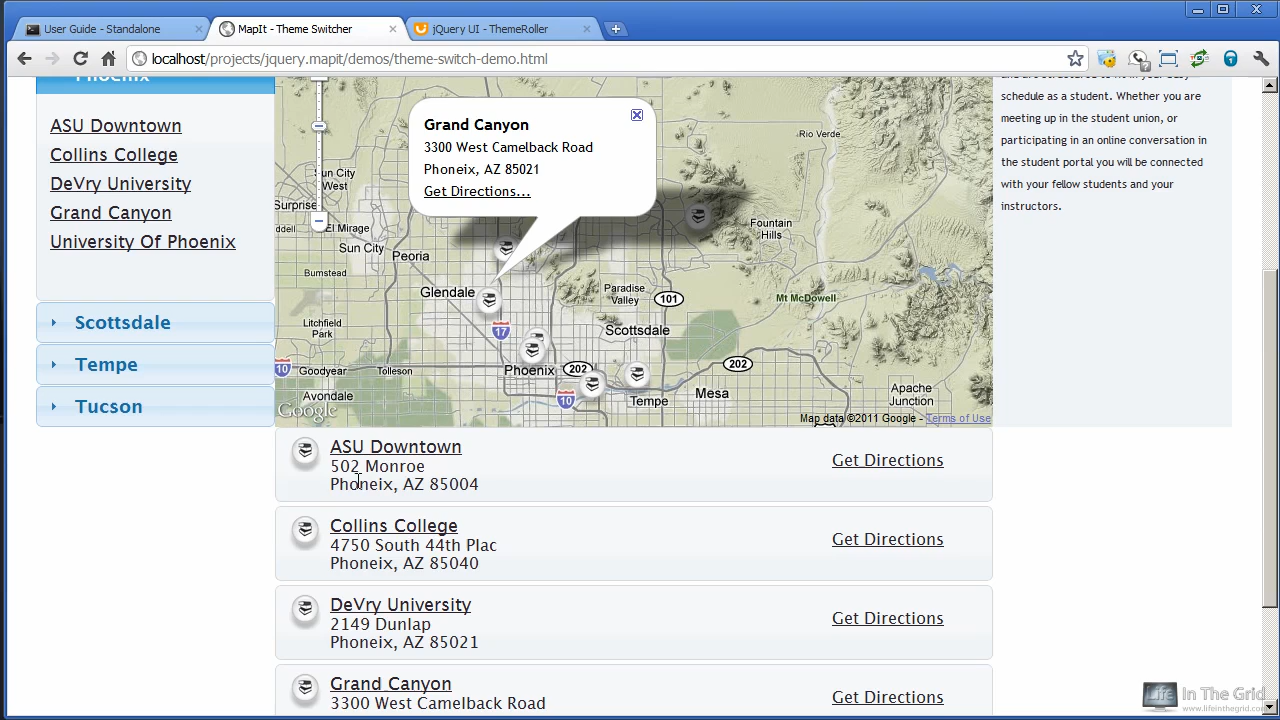 User Guide - Standalone
MapIt - Theme Switcher
jQuery UI - ThemeRoller
localhost/projects/jquery.mapit/demos/theme-switch-demo.html
Phoenix
ASU Downtown
Collins College
DeVry University
Grand Canyon
University Of Phoenix
Scottsdale
Tempe
Tucson
Grand Canyon
3300 West Camelback Road
Phoneix, AZ 85021
Get Directions...
Rio Verde
Sun City
West
Surprise
El Mirage
Sun City
Peoria
Fountain
Hills
Bumstead
Glendale
Paradise
Valley
101
Mt McDowell
Litchfield
Park
17
Scottsdale
10
Goodyear
Tolleson
Phoenix
202
202
Avondale
10
Tempe
Mesa
Apache
Junction
Google
Map data ©2011 Google - Terms of Use
schedule as a student. Whether you are
meeting up in the student union, or
participating in an online conversation in
the student portal you will be connected
with your fellow students and your
instructors.
ASU Downtown
502 Monroe
Phoneix, AZ 85004
Get Directions
Collins College
4750 South 44th Plac
Phoneix, AZ 85040
Get Directions
DeVry University
2149 Dunlap
Phoneix, AZ 85021
Get Directions
Grand Canyon
3300 West Camelback Road
Get Directions
Life In The Grid
www.lifeinthegrid.com